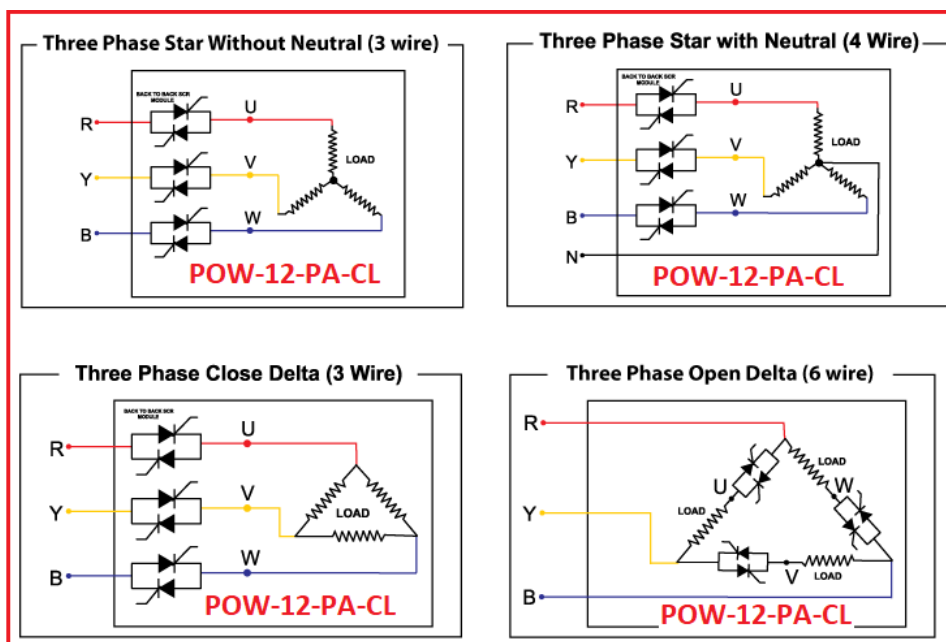 Three Phase Star Without Neutral (3 wire)
BACK TO BACK SCR
MODULE
R
U
LOAD
Y
V
B
W
POW-12-PA-CL
Three Phase Star with Neutral (4 Wire)
BACK TO BACK SCR
MODULE
R
U
LOAD
Y
V
B
W
N
POW-12-PA-CL
Three Phase Close Delta (3 Wire)
BACK TO BACK SCR
MODULE
R
U
Y
V
LOAD
B
W
POW-12-PA-CL
Three Phase Open Delta (6 wire)
R
LOAD
U
W
LOAD
Y
V
LOAD
B
POW-12-PA-CL